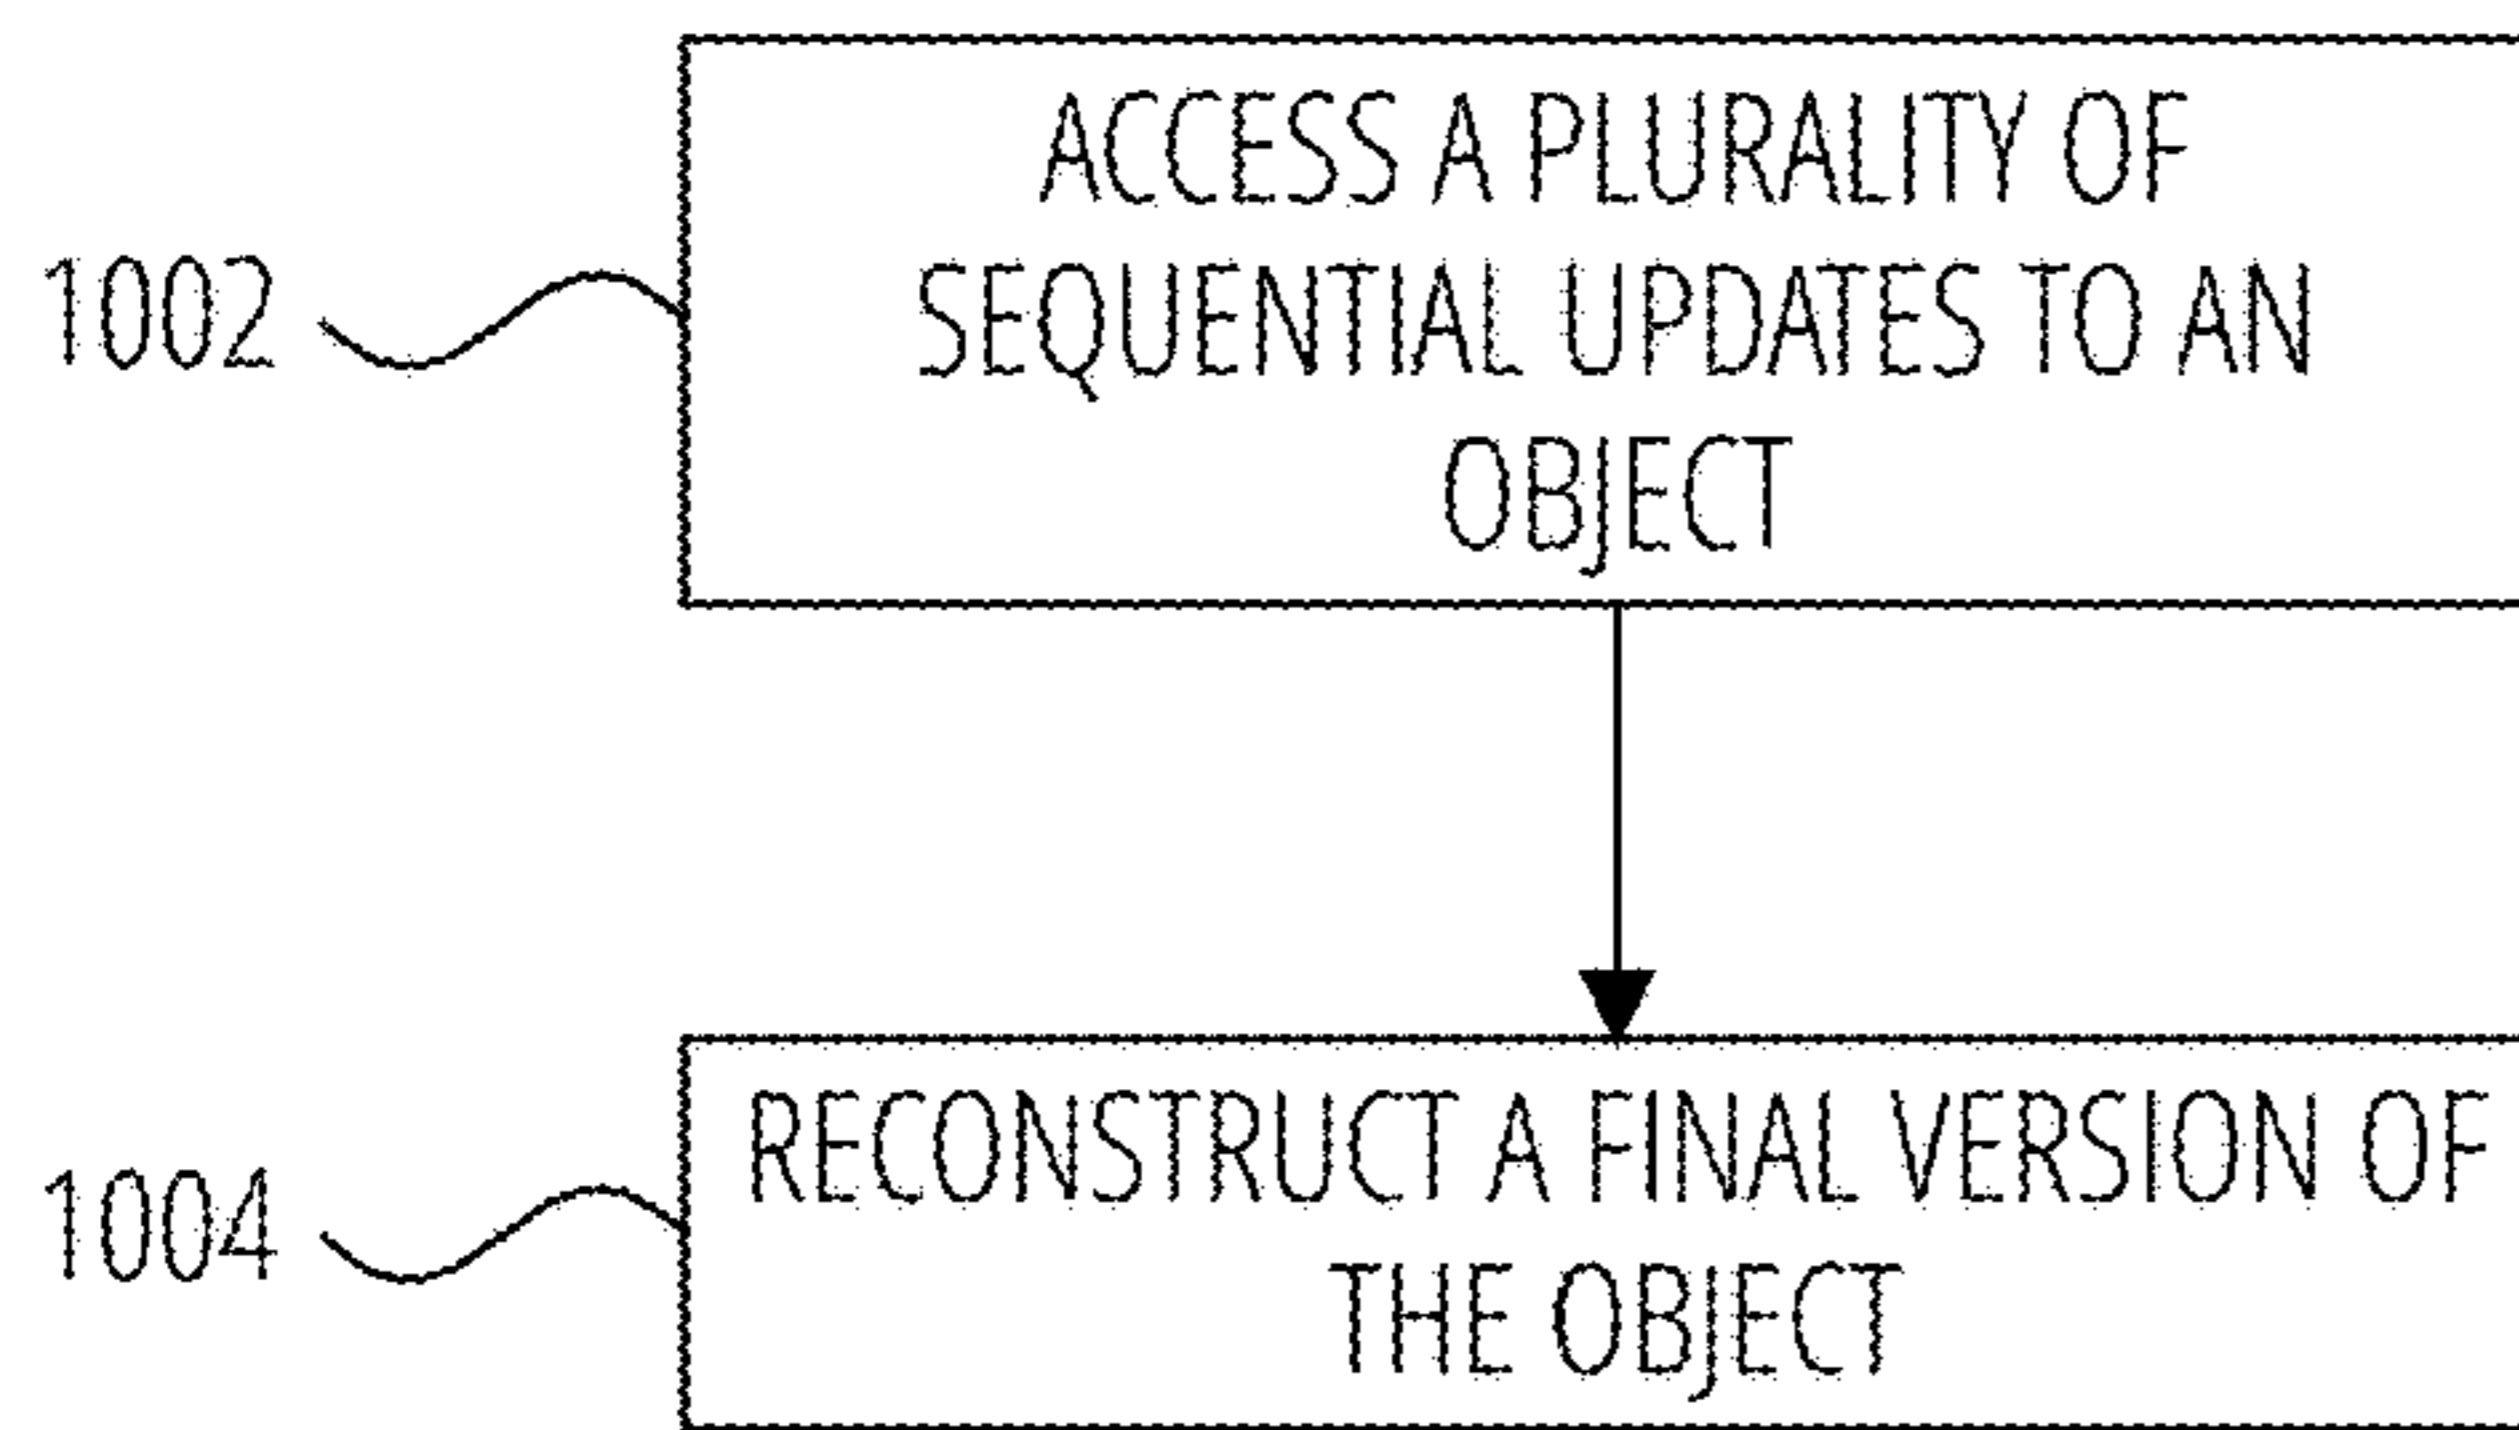 ACCESS A PLURALITY OF
1002
SEQUENTIAL UPDATES TO AN
OBJECT
RECONSTRUCT A FINAL VERSION OF
1004
THE OBJECT